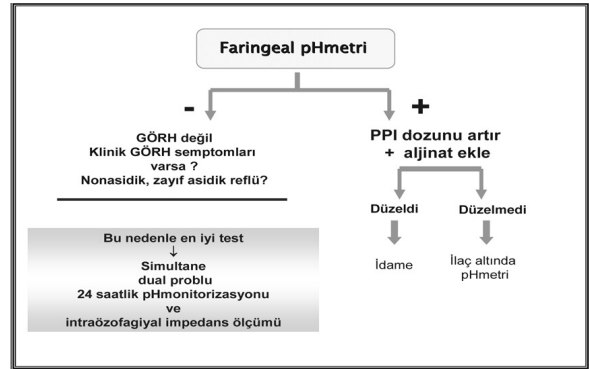 Faringeal pHmetri
-
GÖRH değil
Klinik GÖRH semptomları
varsa ?
Nonasidik, zayıf asidik reflü?
Bu nedenle en iyi test
↓
Simultane
dual problu
24 saatlik pHmonitorizasyonu
ve
intraözofagiyal impedans ölçümü
+
PPI dozunu artır
+ aljinat ekle
Düzeldi
İdame
Düzelmedi
İlaç altında
pHmetri